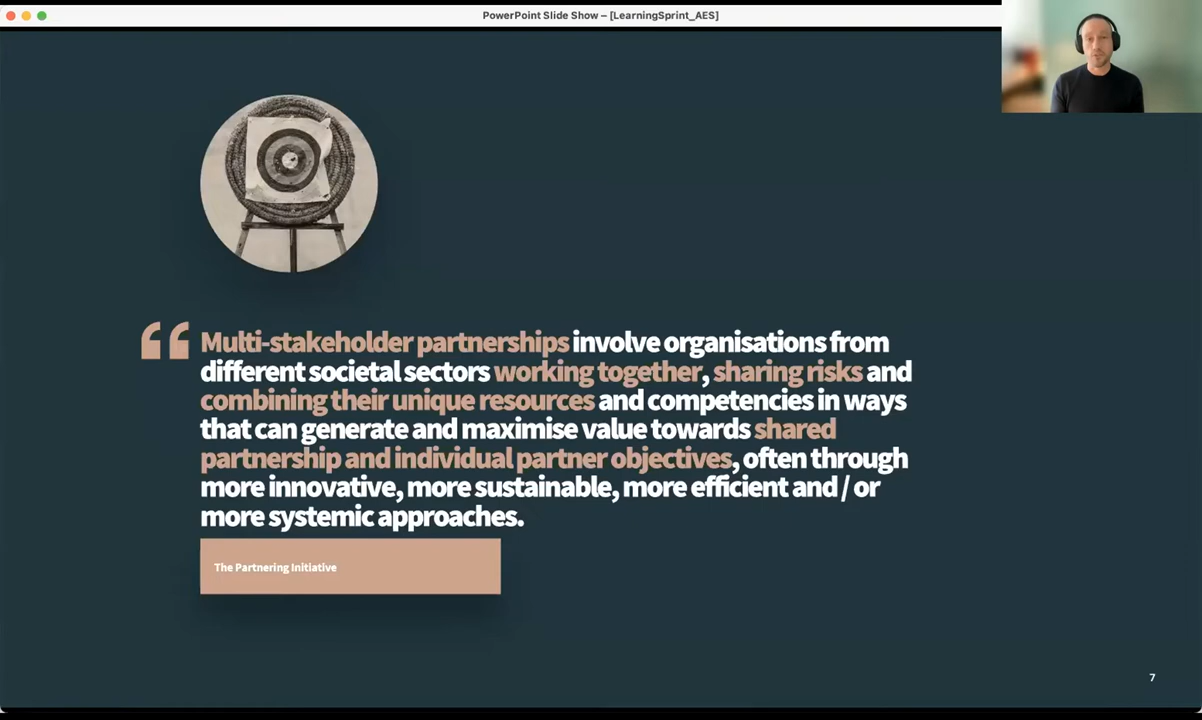 PowerPoint Slide Show – [LearningSprint_AES]
Multi-stakeholder partnerships involve organisations from
different societal sectors working together, sharing risks and
combining their unique resources and competencies in ways
that can generate and maximise value towards shared
partnership and individual partner objectives, often through
more innovative, more sustainable, more efficient and / or
more systemic approaches.
The Partnering Initiative
7